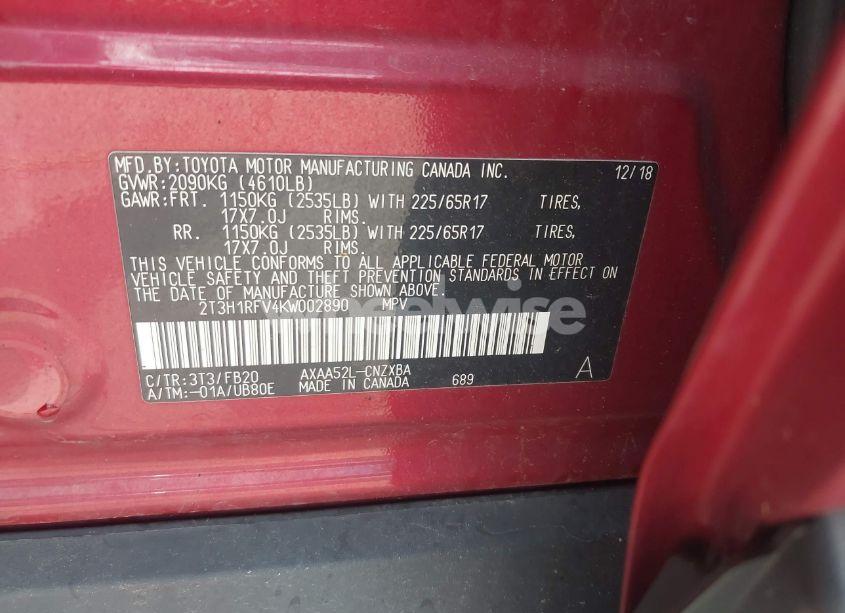 MFD.BY:TOYOTA MOTOR MANUFACTURING CANADA INC. 12/18
GVWR:2090KG (4610LB)
GAWR:FRT. 1150KG (2535LB) WITH 225/65R17 TIRES,
17X7.0J RIMS.
RR. 1150KG (2535LB) WITH 225/65R17 TIRES,
17X7.0J RIMS.
THIS VEHICLE CONFORMS TO ALL APPLICABLE FEDERAL MOTOR
VEHICLE SAFETY AND THEFT PREVENTION STANDARDS IN EFFECT ON
THE DATE OF MANUFACTURE SHOWN ABOVE.
2T3H1RFV4KW002890 MPV
C/TR:3T3/FB20 AXAA52L-CNZXBA A
A/TM:-01A/UB80E MADE IN CANADA 689